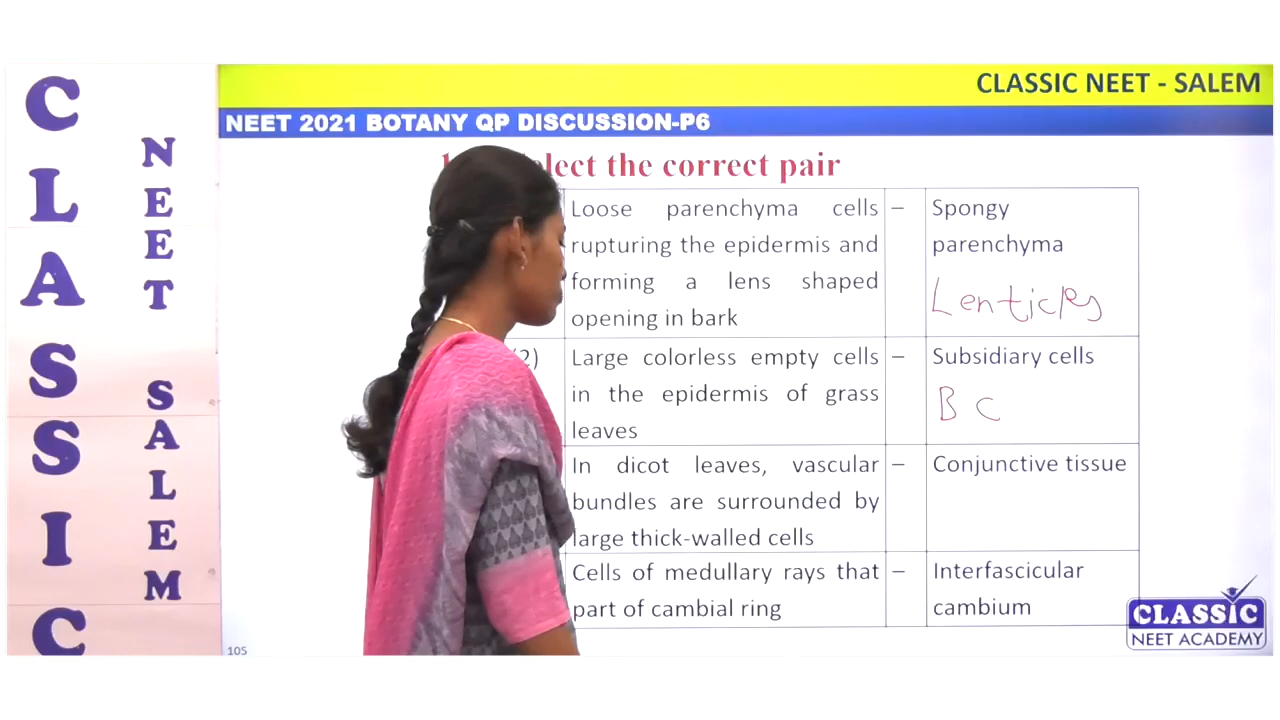 CLASSIC
NEET SALEM
CLASSIC NEET - SALEM
NEET 2021 BOTANY QP DISCUSSION-P6
the correct pair
Loose parenchyma cells – Spongy
rupturing the epidermis and parenchyma
forming a lens shaped
opening in bark
Lenticles
(2) Large colorless empty cells – Subsidiary cells
in the epidermis of grass
leaves
B C
In dicot leaves, vascular – Conjunctive tissue
bundles are surrounded by
large thick-walled cells
Cells of medullary rays that – Interfascicular
part of cambial ring cambium
CLASSIC
NEET ACADEMY
105